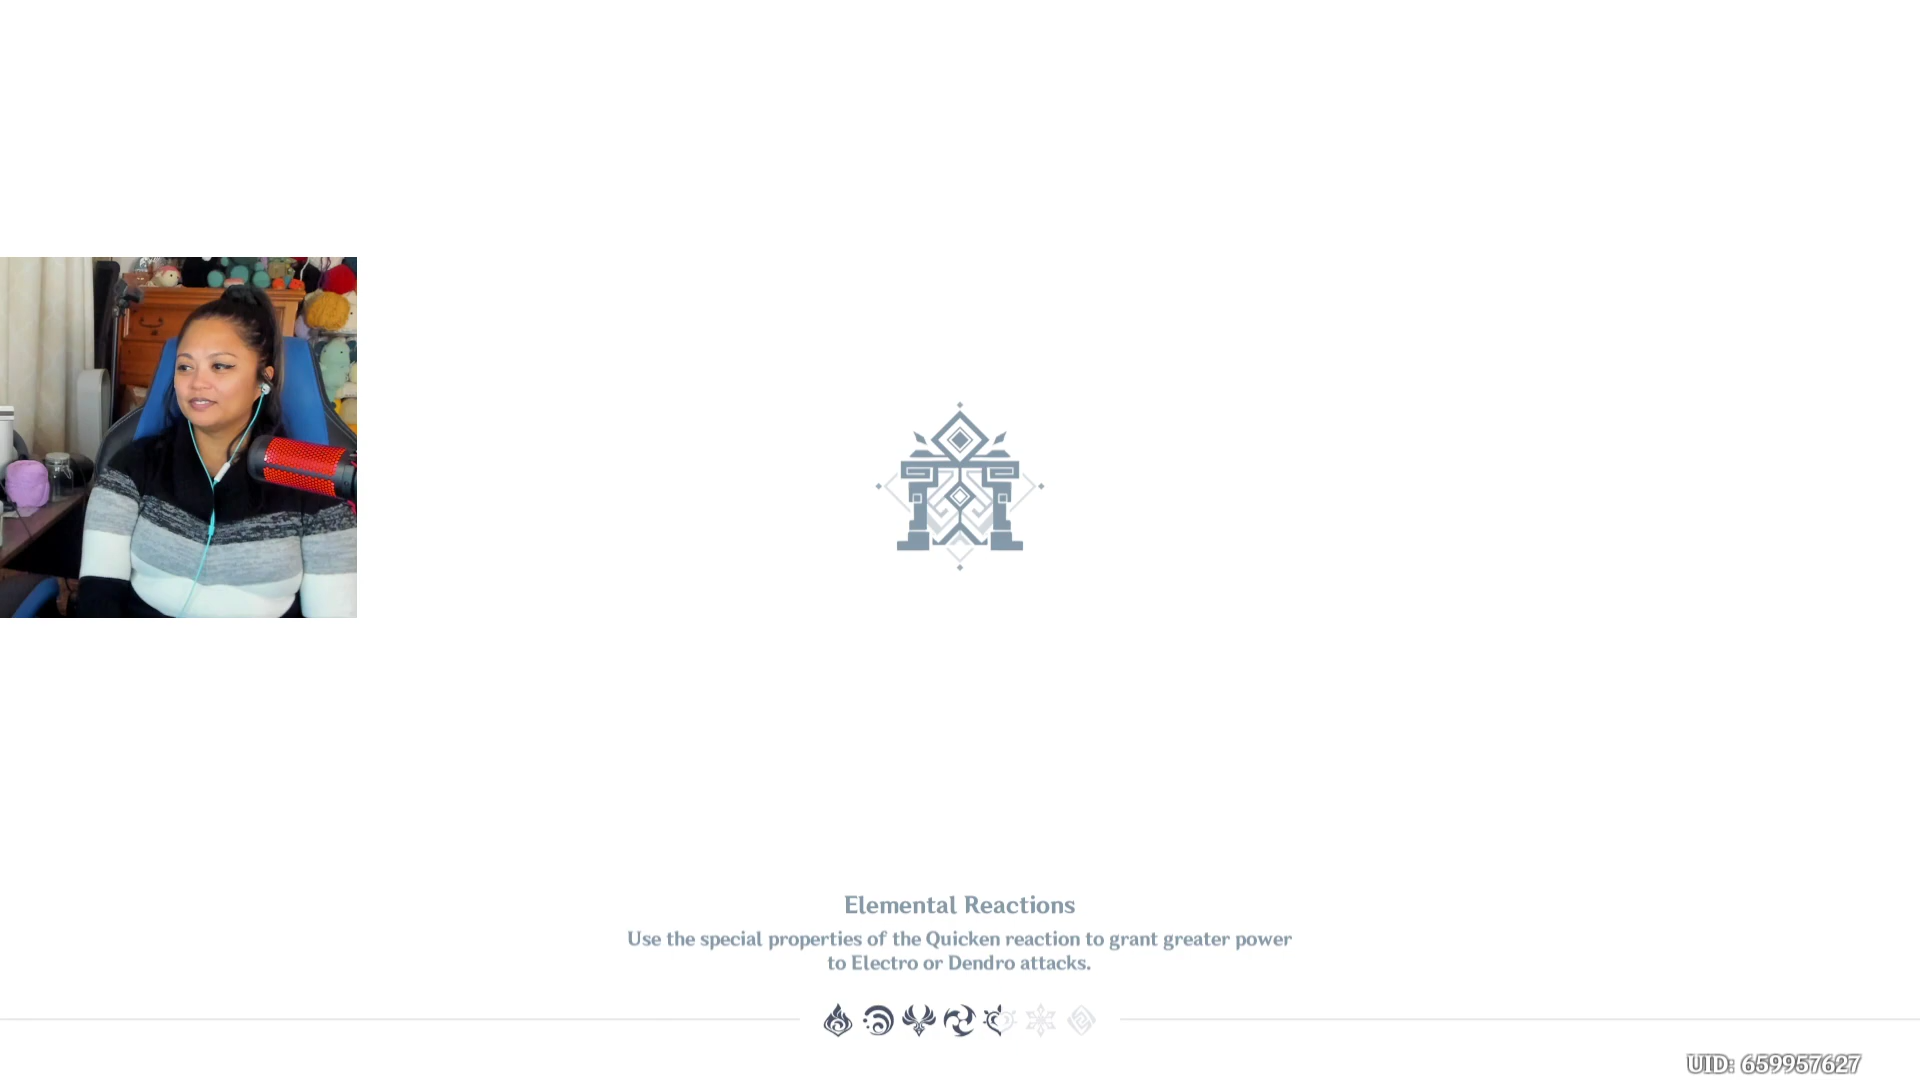 Elemental Reactions
Use the special properties of the Quicken reaction to grant greater power
to Electro or Dendro attacks.
UID: 659957627